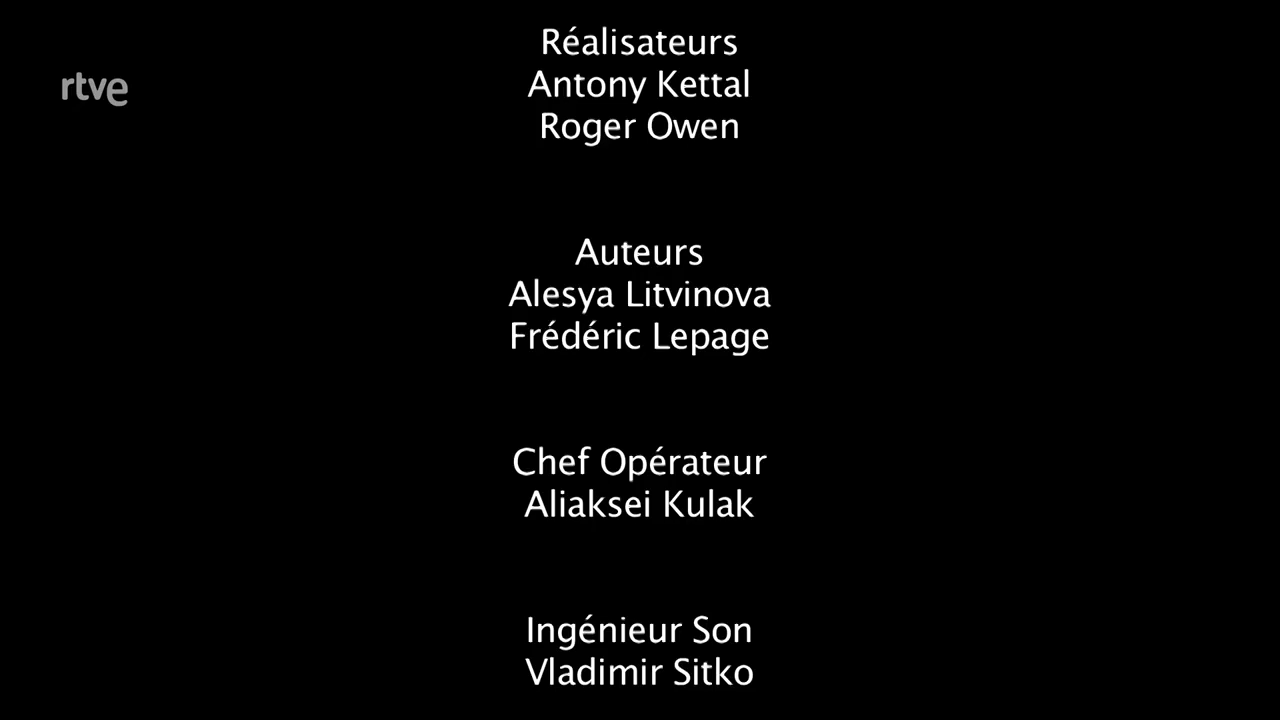 Réalisateurs
rtve
Antony Kettal
Roger Owen
Auteurs
Alesya Litvinova
Frédéric Lepage
Chef Opérateur
Aliaksei Kulak
Ingénieur Son
Vladimir Sitko